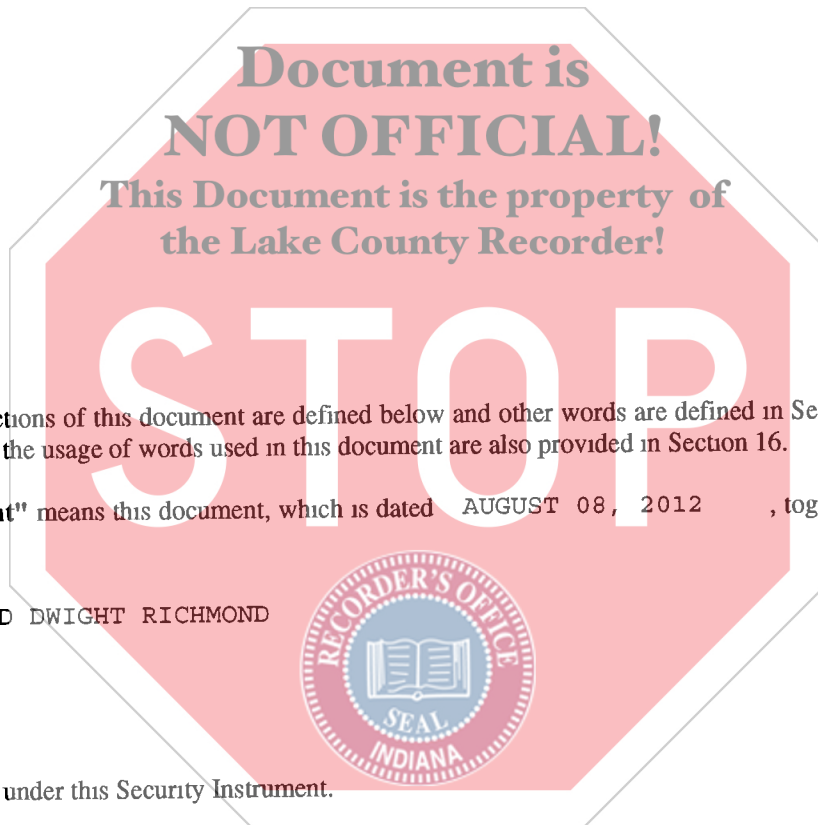 Document is
NOT OFFICIAL!
This Document is the property of
the Lake County Recorder!
STOP
ctions of this document are defined below and other words are defined in Se
the usage of words used in this document are also provided in Section 16.
nt" means this document, which is dated AUGUST 08, 2012 , tog
D DWIGHT RICHMOND
RECORDER'S OFFICE
SEAL
INDIANA
under this Security Instrument.